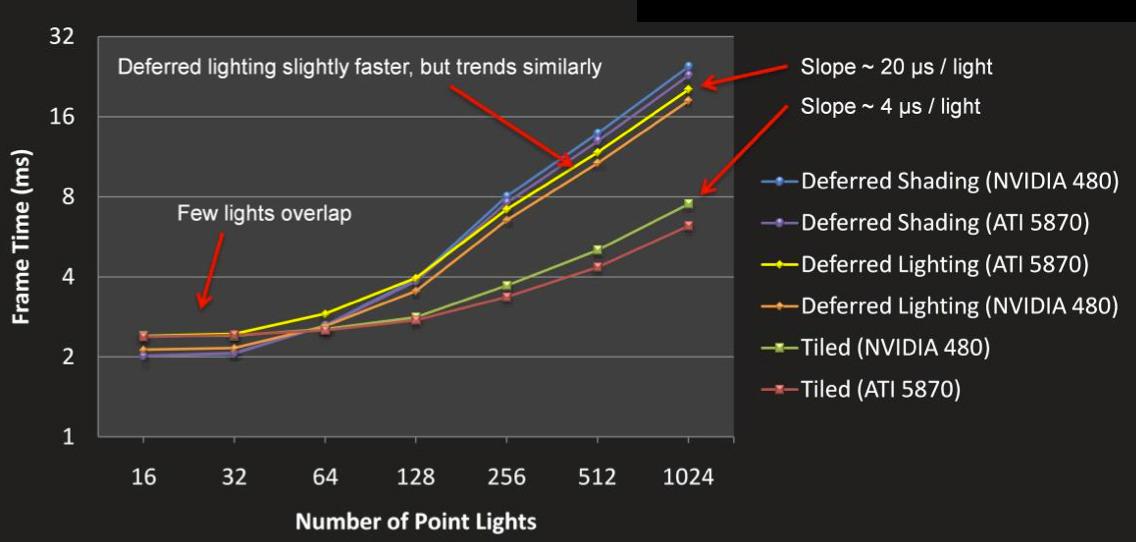 32
16
8
4
2
1
Frame Time (ms)
Deferred lighting slightly faster, but trends similarly
Few lights overlap
16 32 64 128 256 512 1024
Number of Point Lights
Slope ~ 20 µs / light
Slope ~ 4 µs / light
Deferred Shading (NVIDIA 480)
Deferred Shading (ATI 5870)
Deferred Lighting (ATI 5870)
Deferred Lighting (NVIDIA 480)
Tiled (NVIDIA 480)
Tiled (ATI 5870)